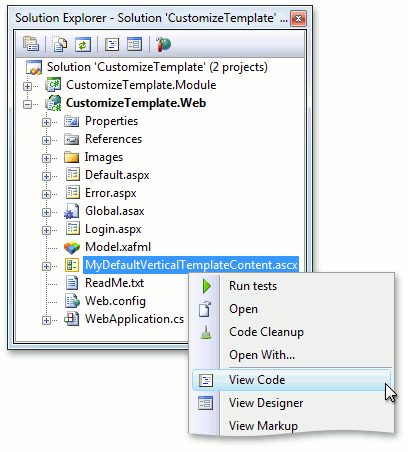 Solution Explorer - Solution 'CustomizeTemplate' ...
Solution 'CustomizeTemplate' (2 projects)
CustomizeTemplate.Module
CustomizeTemplate.Web
Properties
References
Images
Default.aspx
Error.aspx
Global.asax
Login.aspx
Model.xafml
MyDefaultVerticalTemplateContent.ascx
ReadMe.txt
Web.config
WebApplication.cs
Run tests
Open
Code Cleanup
Open With...
View Code
View Designer
View Markup